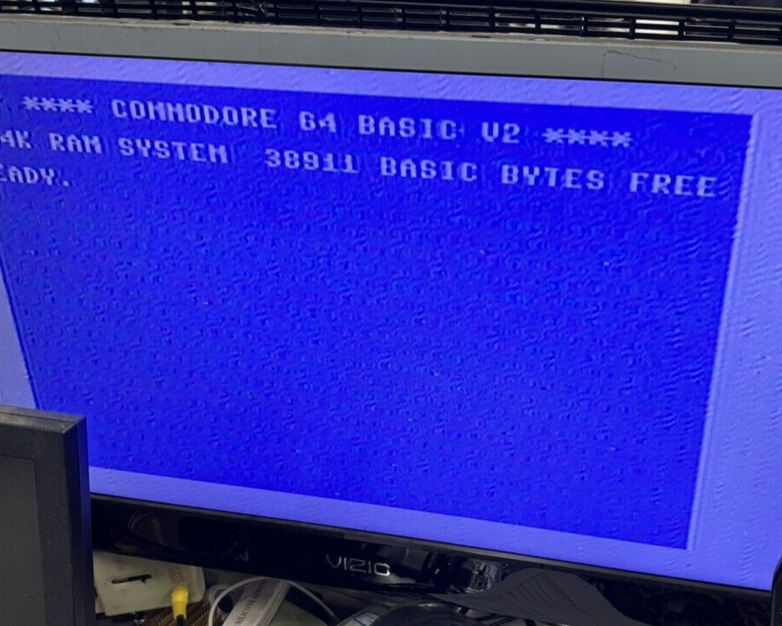 **** COMMODORE 64 BASIC V2 ****
4K RAM SYSTEM 38911 BASIC BYTES FREE
EADY.
VIZIO